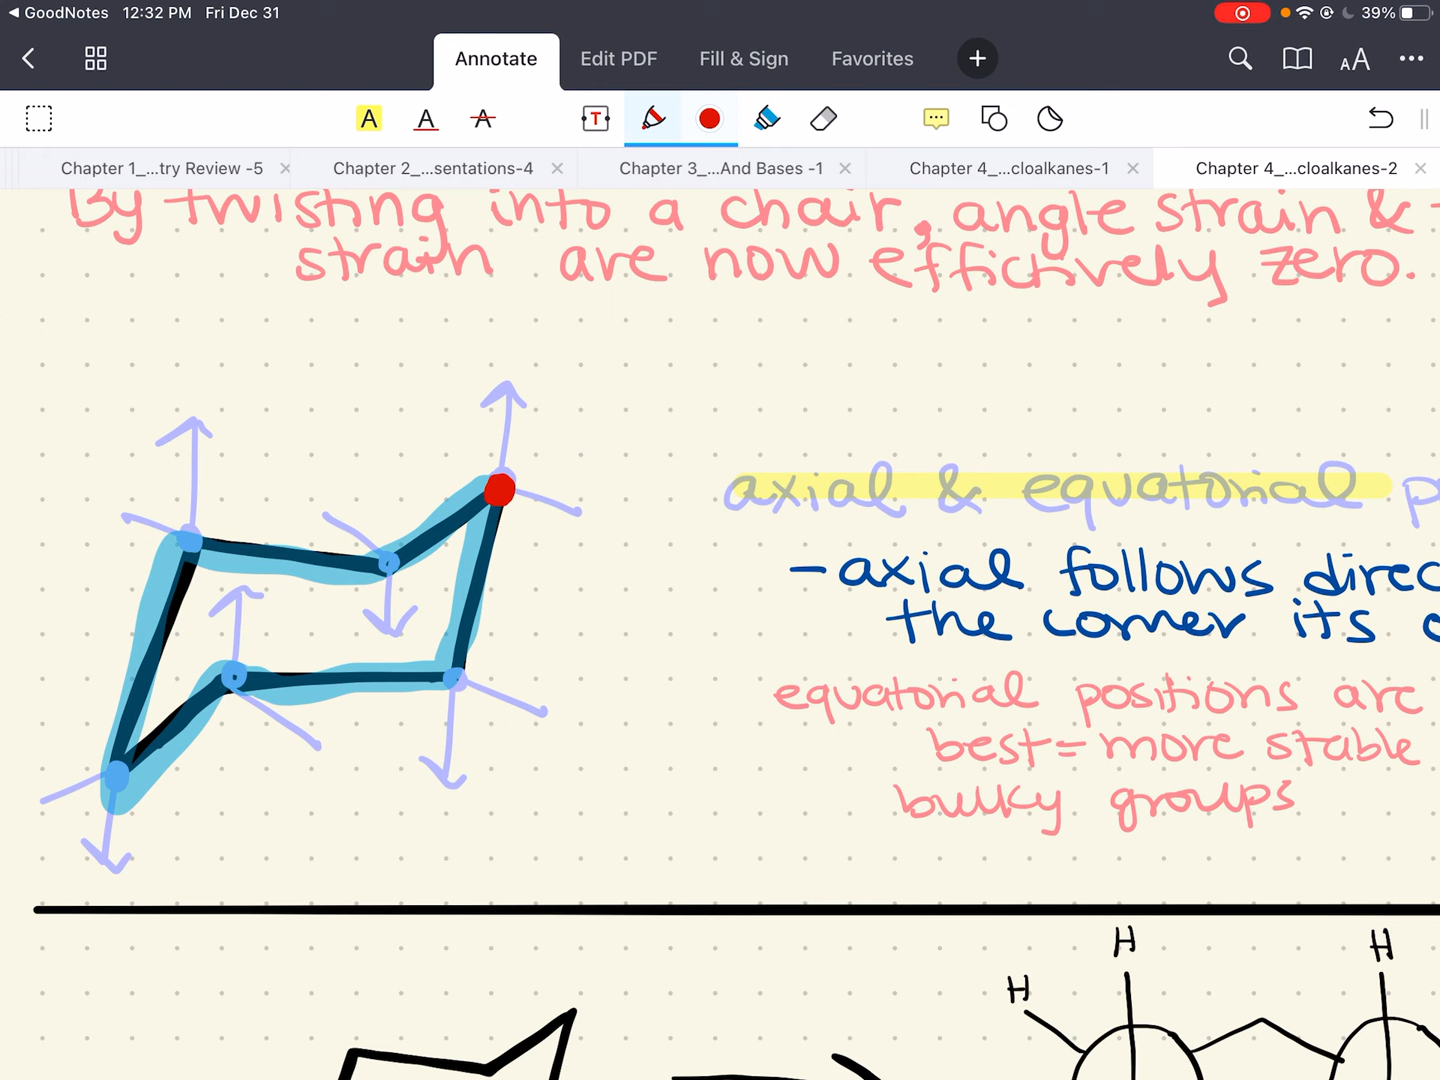 GoodNotes 12:32 PM Fri Dec 31 39%
Annotate Edit PDF Fill & Sign Favorites
A A A T AA
Chapter 1_...try Review -5 Chapter 2_...sentations-4 Chapter 3_...And Bases -1 Chapter 4_...cloalkanes-1 Chapter 4_...cloalkanes-2
By twisting into a chair, angle strain &
strain are now effictively zero.
axial & equatorial p
- axial follows direc
the corner its o
equatorial positions are
best = more stable
bulky groups
H H
H